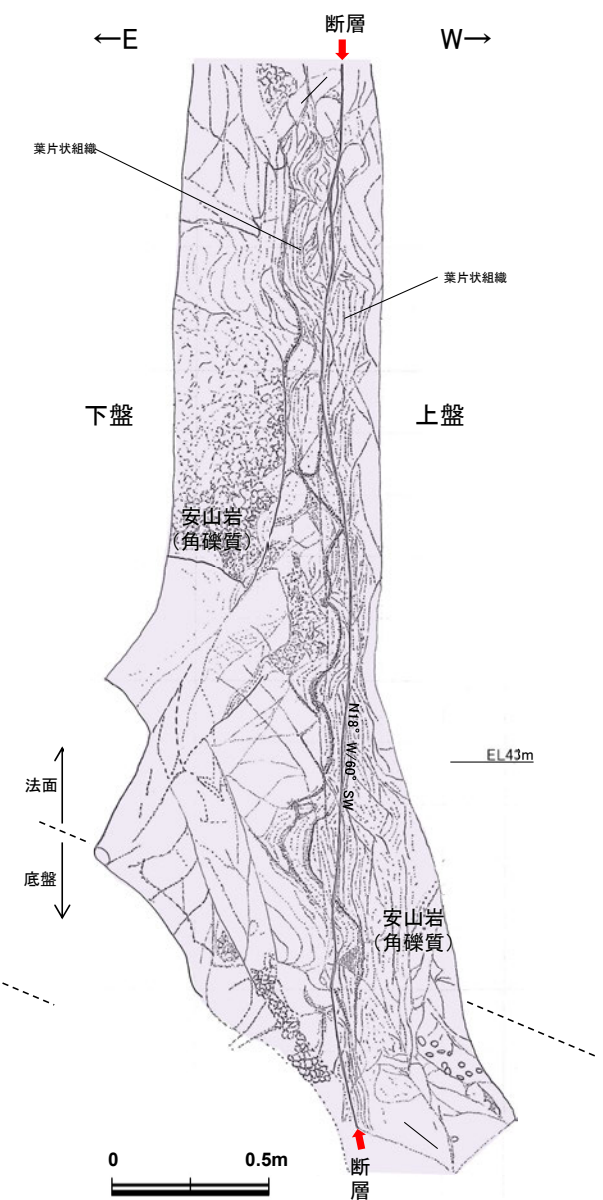 断層
←E
W→
葉片状組織
葉片状組織
下盤
上盤
安山岩
(角礫質)
N18°W/60°SW
EL43m
法面
底盤
安山岩
(角礫質)
0
0.5m
断
層